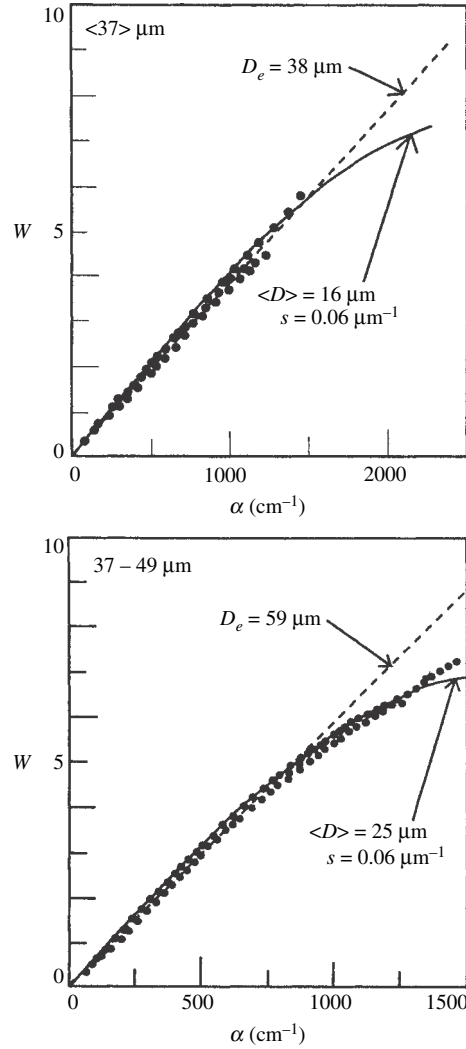 10
<37> μm
D_e = 38 μm
W
5
<D> = 16 μm
s = 0.06 μm⁻¹
0
0 1000 2000
α (cm⁻¹)
10
37 – 49 μm
D_e = 59 μm
W
5
<D> = 25 μm
s = 0.06 μm⁻¹
0
0 500 1000 1500
α (cm⁻¹)